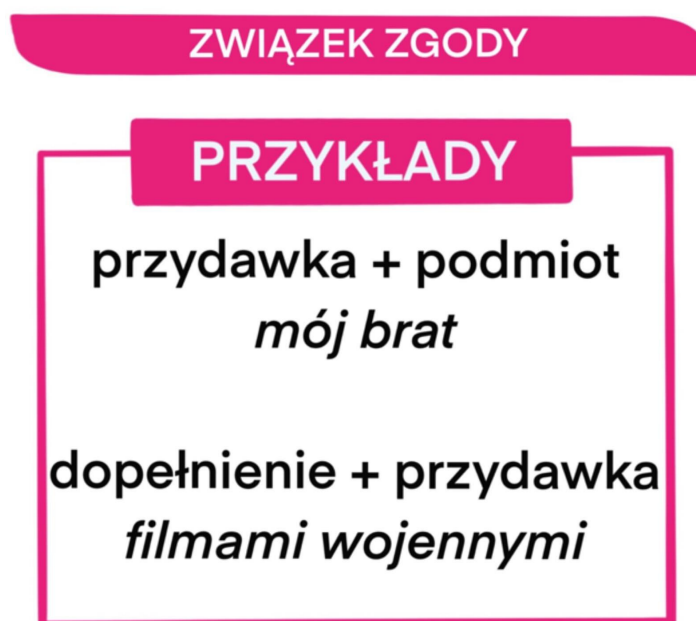 ZWIĄZEK ZGODY
PRZYKŁADY
przydawka + podmiot
mój brat
dopełnienie + przydawka
filmami wojennymi